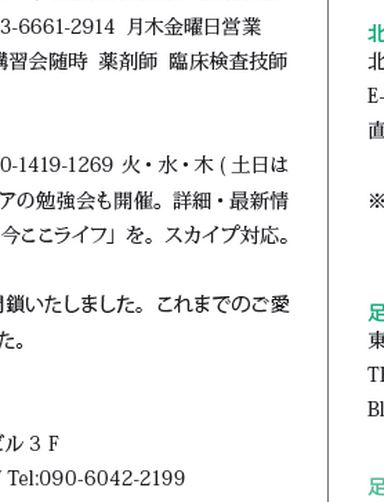 3-6661-2914 月木金曜日営業
講習会随時 薬剤師 臨床検査技師
0-1419-1269 火・水・木 ( 土日は
アの勉強会も開催。詳細・最新情
今ここライフ」を。スカイプ対応。
鎖いたしました。これまでのご愛
た。
ビル 3 F
Tel:090-6042-2199
北
北
E-
直
※
足
東
Bl
足